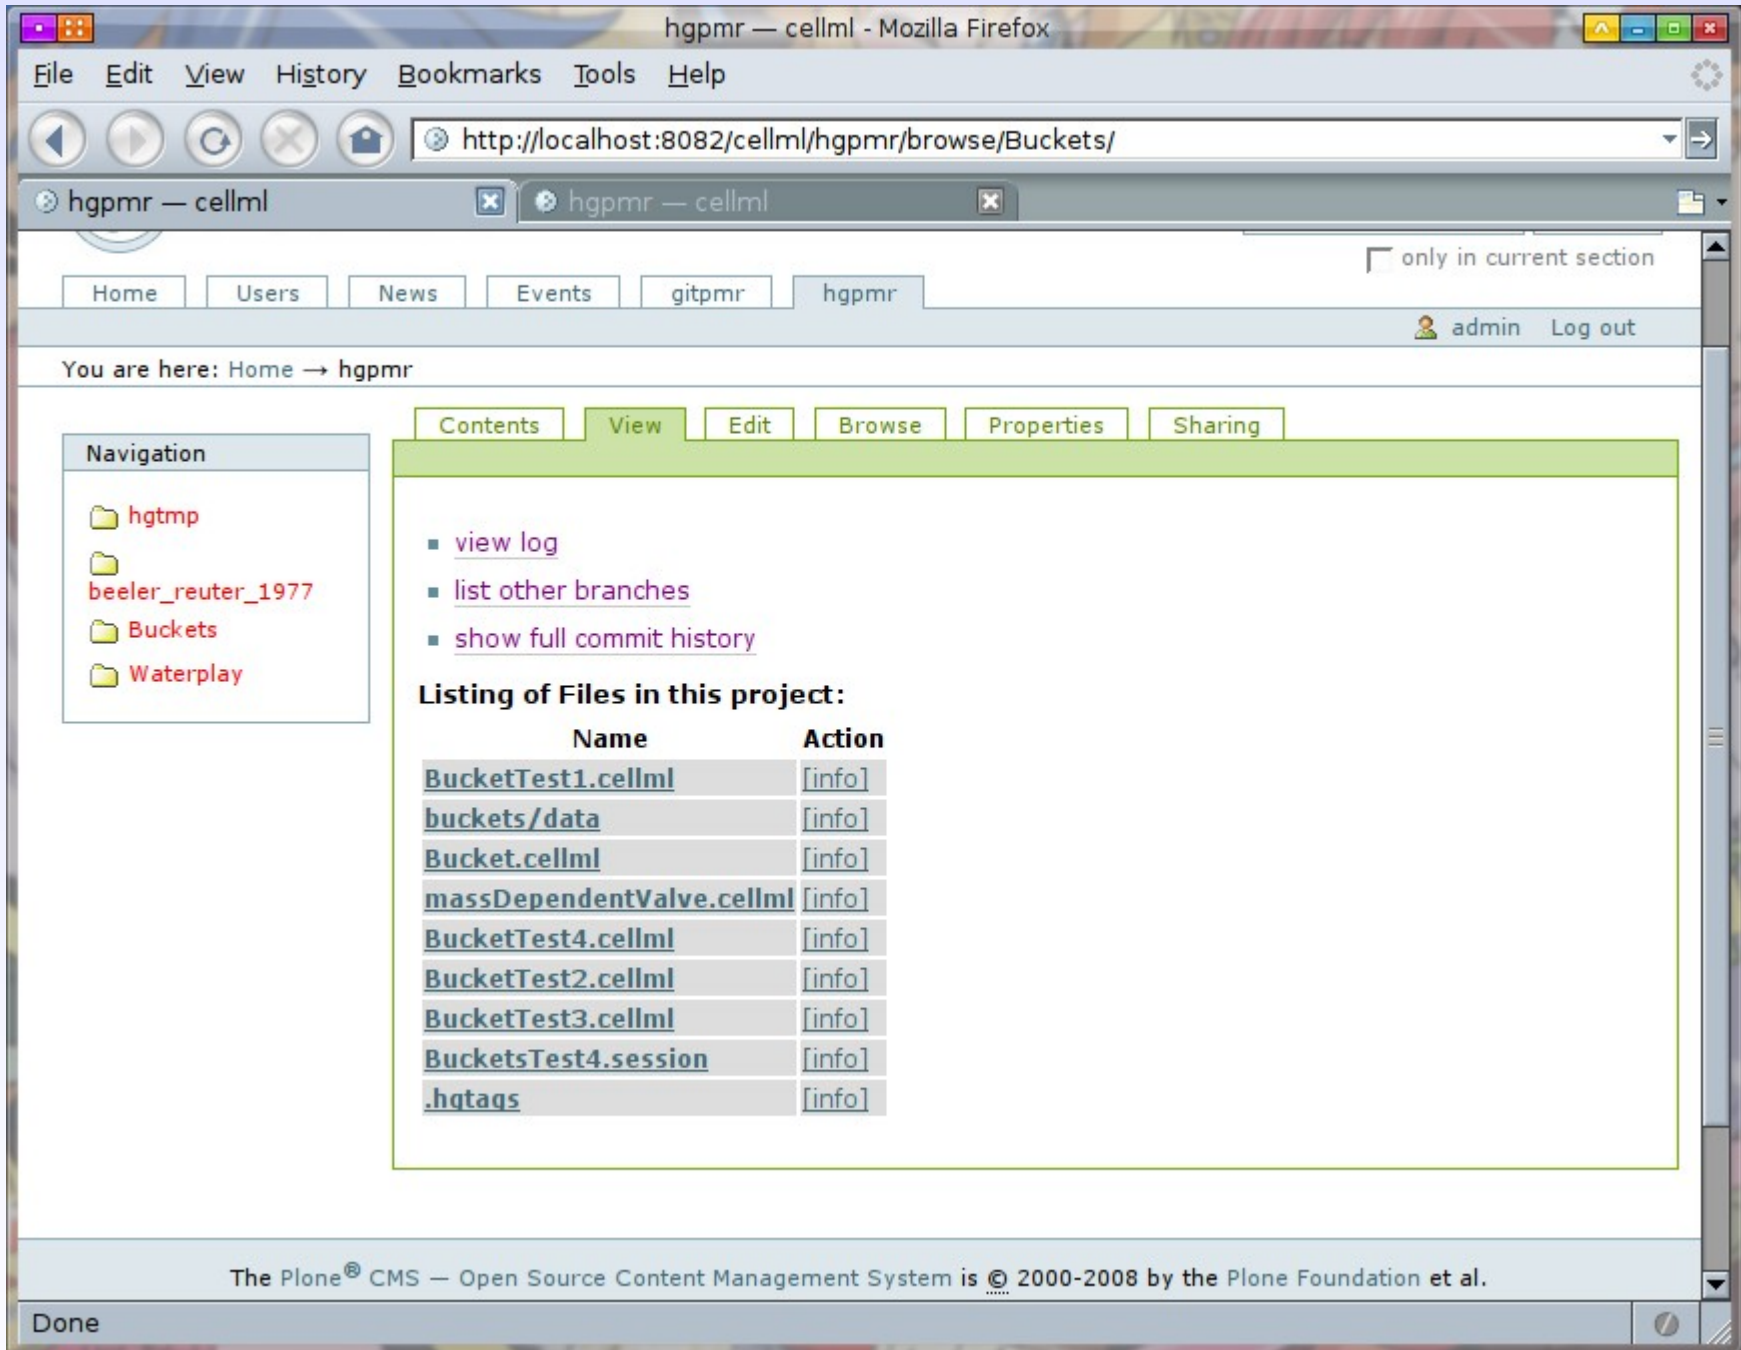 hgpmr — cellml - Mozilla Firefox
File Edit View History Bookmarks Tools Help
http://localhost:8082/cellml/hgpmr/browse/Buckets/
hgpmr — cellml
hgpmr — cellml
only in current section
Home Users News Events gitpmr hgpmr
admin Log out
You are here: Home → hgpmr
Contents View Edit Browse Properties Sharing
Navigation
hgtmp
beeler_reuter_1977
Buckets
Waterplay
view log
list other branches
show full commit history
Listing of Files in this project:
Name Action
BucketTest1.cellml [info]
buckets/data [info]
Bucket.cellml [info]
massDependentValve.cellml [info]
BucketTest4.cellml [info]
BucketTest2.cellml [info]
BucketTest3.cellml [info]
BucketsTest4.session [info]
.hgtags [info]
The Plone® CMS — Open Source Content Management System is © 2000-2008 by the Plone Foundation et al.
Done